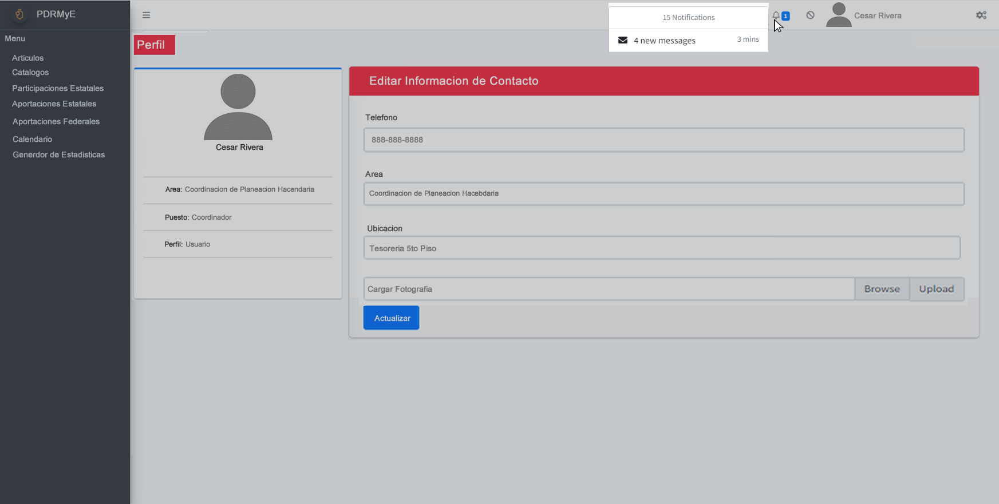 PDRMyE
15 Notifications
1
Cesar Rivera
4 new messages
3 mins
Menu
Articulos
Catalogos
Participaciones Estatales
Aportaciones Estatales
Aportaciones Federales
Calendario
Generdor de Estadisticas
Perfil
Cesar Rivera
Area: Coordinacion de Planeacion Hacendaria
Puesto: Coordinador
Perfil: Usuario
Editar Informacion de Contacto
Telefono
888-888-8888
Area
Coordinacion de Planeacion Hacebdaria
Ubicacion
Tesoreria 5to Piso
Cargar Fotografia
Browse
Upload
Actualizar